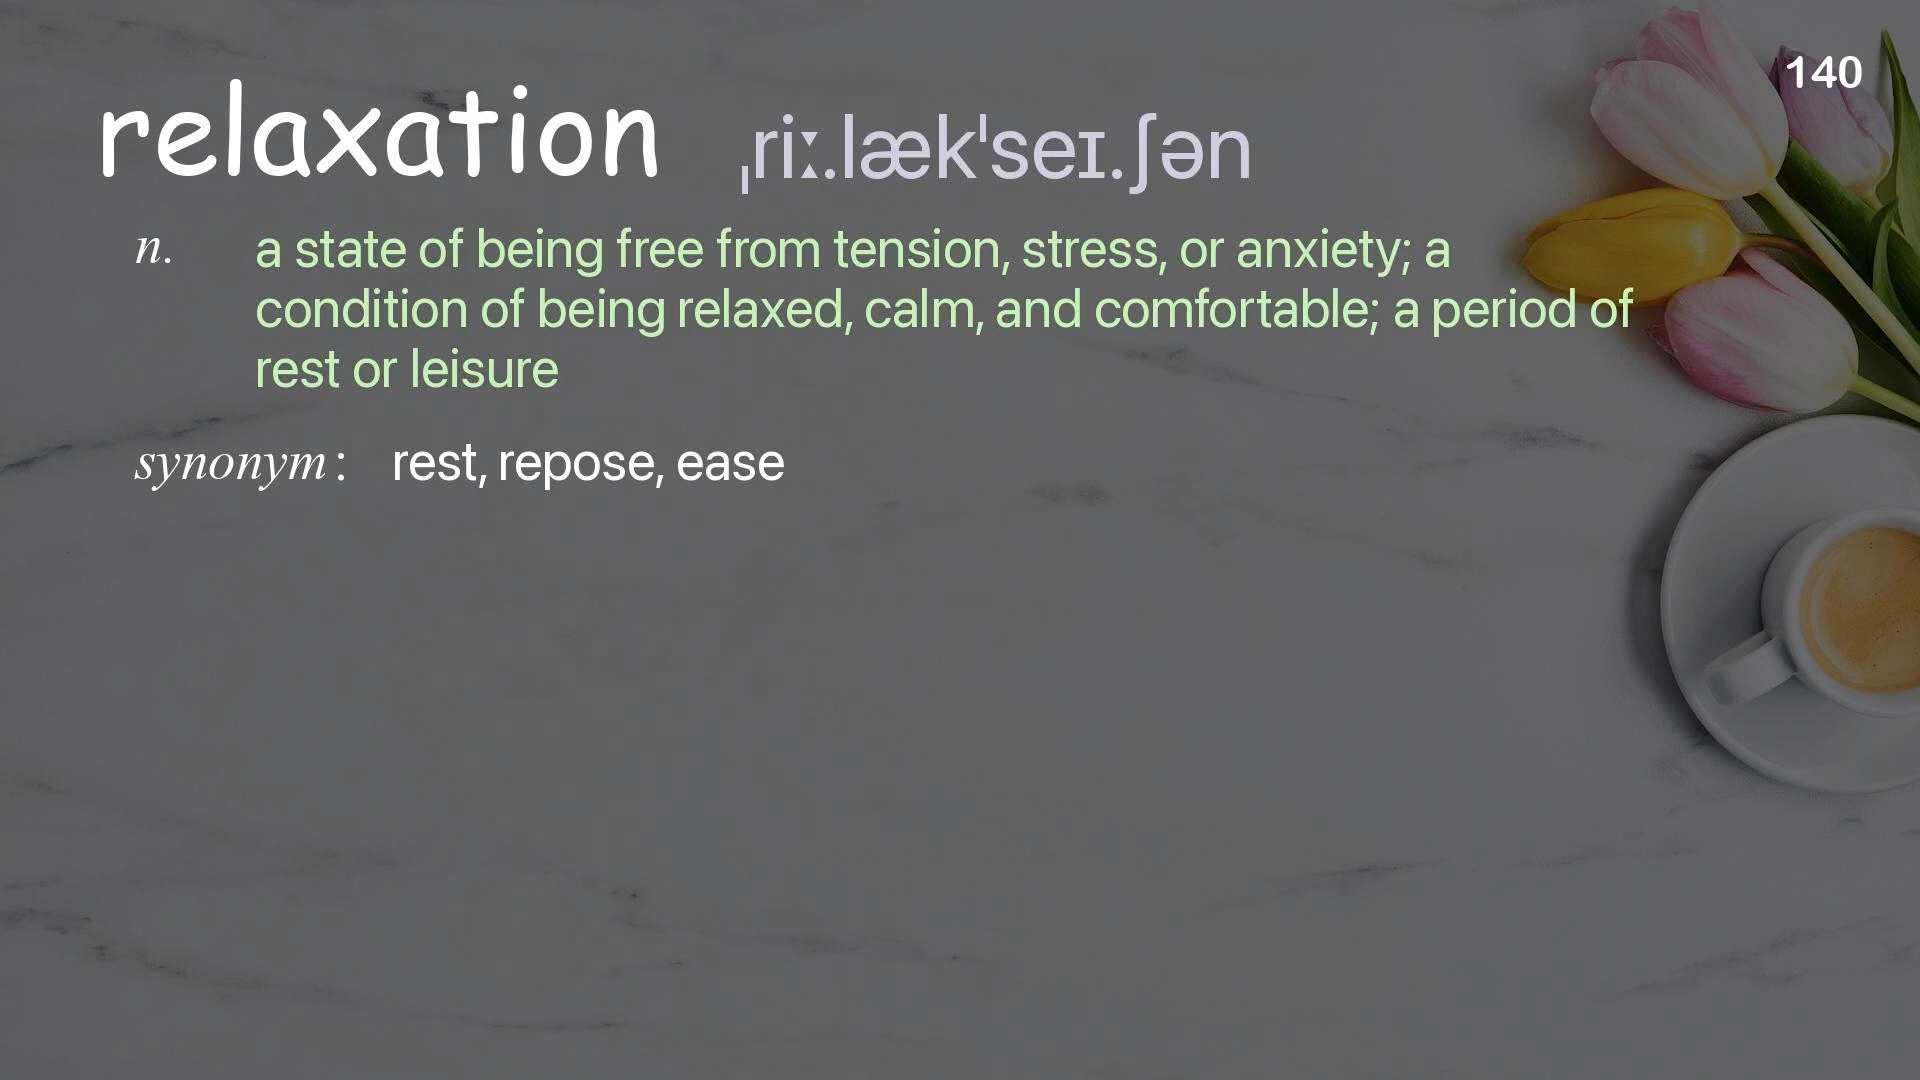 140
relaxation ˌriː.lækˈseɪ.ʃən
n. a state of being free from tension, stress, or anxiety; a
condition of being relaxed, calm, and comfortable; a period of
rest or leisure
synonym: rest, repose, ease